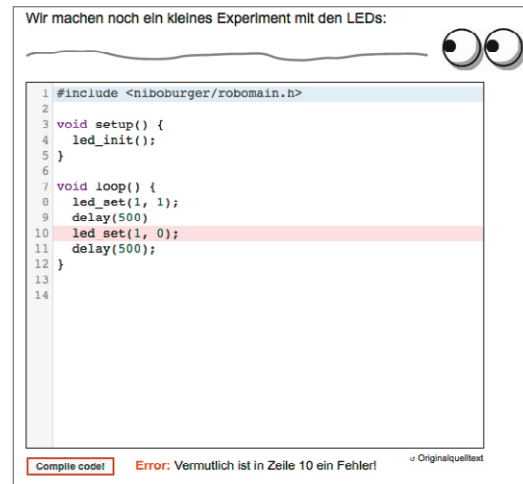 Wir machen noch ein kleines Experiment mit den LEDs:
1 #include <niboburger/robomain.h>
2
3 void setup() {
4   led_init();
5 }
6
7 void loop() {
8   led_set(1, 1);
9   delay(500)
10   led_set(1, 0);
11   delay(500);
12 }
13
14
↺ Originalquelltext
Compile code! Error: Vermutlich ist in Zeile 10 ein Fehler!